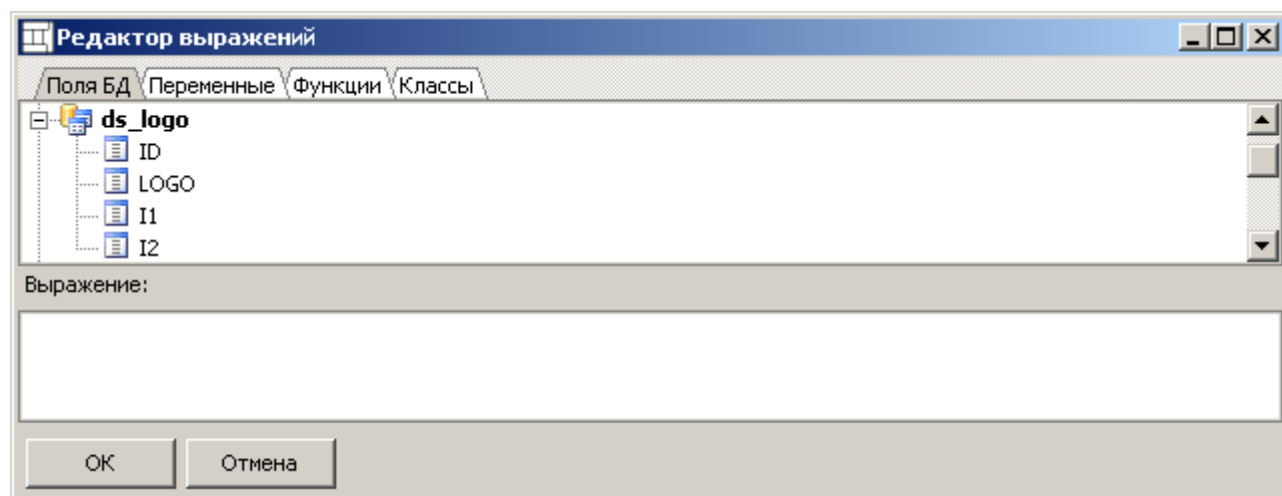 Редактор выражений
Поля БД Переменные Функции Классы
ds_logo
ID
LOGO
I1
I2
Выражение:
ОК Отмена